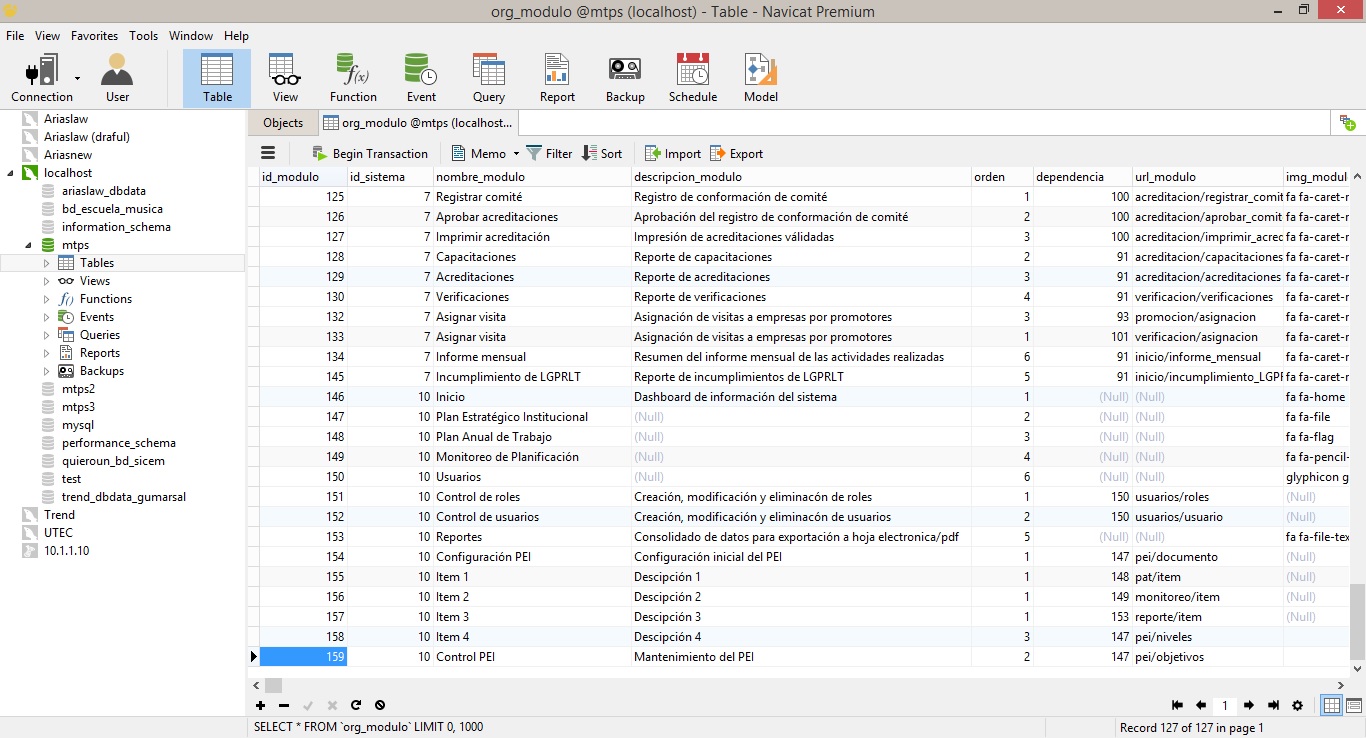 org_modulo @mtps (localhost) - Table - Navicat Premium
File View Favorites Tools Window Help
Connection User Table View Function Event Query Report Backup Schedule Model
Ariaslaw
Ariaslaw (draful)
Ariasnew
localhost
ariaslaw_dbdata
bd_escuela_musica
information_schema
mtps
Tables
Views
Functions
Events
Queries
Reports
Backups
mtps2
mtps3
mysql
performance_schema
quieroun_bd_sicem
test
trend_dbdata_gumarsal
Trend
UTEC
10.1.1.10
Objects org_modulo @mtps (localhost...
Begin Transaction Memo Filter Sort Import Export
id_modulo id_sistema nombre_modulo descripcion_modulo orden dependencia url_modulo img_modul
125 7 Registrar comité Registro de conformación de comité 1 100 acreditacion/registrar_comit fa fa-caret-r
126 7 Aprobar acreditaciones Aprobación del registro de conformación de comité 2 100 acreditacion/aprobar_comit fa fa-caret-r
127 7 Imprimir acreditación Impresión de acreditaciones válidadas 3 100 acreditacion/imprimir_acred fa fa-caret-r
128 7 Capacitaciones Reporte de capacitaciones 2 91 acreditacion/capacitaciones fa fa-caret-r
129 7 Acreditaciones Reporte de acreditaciones 3 91 acreditacion/acreditaciones fa fa-caret-r
130 7 Verificaciones Reporte de verificaciones 4 91 verificacion/verificaciones fa fa-caret-r
132 7 Asignar visita Asignación de visitas a empresas por promotores 3 93 promocion/asignacion fa fa-caret-r
133 7 Asignar visita Asignación de visitas a empresas por promotores 1 101 verificacion/asignacion fa fa-caret-r
134 7 Informe mensual Resumen del informe mensual de las actividades realizadas 6 91 inicio/informe_mensual fa fa-caret-r
145 7 Incumplimiento de LGPRLT Reporte de incumplimientos de LGPRLT 5 91 inicio/incumplimiento_LGPF fa fa-caret-r
146 10 Inicio Dashboard de información del sistema 1 (Null) (Null) fa fa-home
147 10 Plan Estratégico Institucional (Null) 2 (Null) (Null) fa fa-file
148 10 Plan Anual de Trabajo (Null) 3 (Null) (Null) fa fa-flag
149 10 Monitoreo de Planificación (Null) 4 (Null) (Null) fa fa-pencil-
150 10 Usuarios (Null) 6 (Null) (Null) glyphicon g
151 10 Control de roles Creación, modificación y eliminacón de roles 1 150 usuarios/roles (Null)
152 10 Control de usuarios Creación, modificación y eliminacón de usuarios 2 150 usuarios/usuario (Null)
153 10 Reportes Consolidado de datos para exportación a hoja electronica/pdf 5 (Null) (Null) fa fa-file-tex
154 10 Configuración PEI Configuración inicial del PEI 1 147 pei/documento (Null)
155 10 Item 1 Descipción 1 1 148 pat/item (Null)
156 10 Item 2 Descipción 2 1 149 monitoreo/item (Null)
157 10 Item 3 Descipción 3 1 153 reporte/item (Null)
158 10 Item 4 Descipción 4 3 147 pei/niveles
159 10 Control PEI Mantenimiento del PEI 2 147 pei/objetivos
1
SELECT * FROM `org_modulo` LIMIT 0, 1000 Record 127 of 127 in page 1